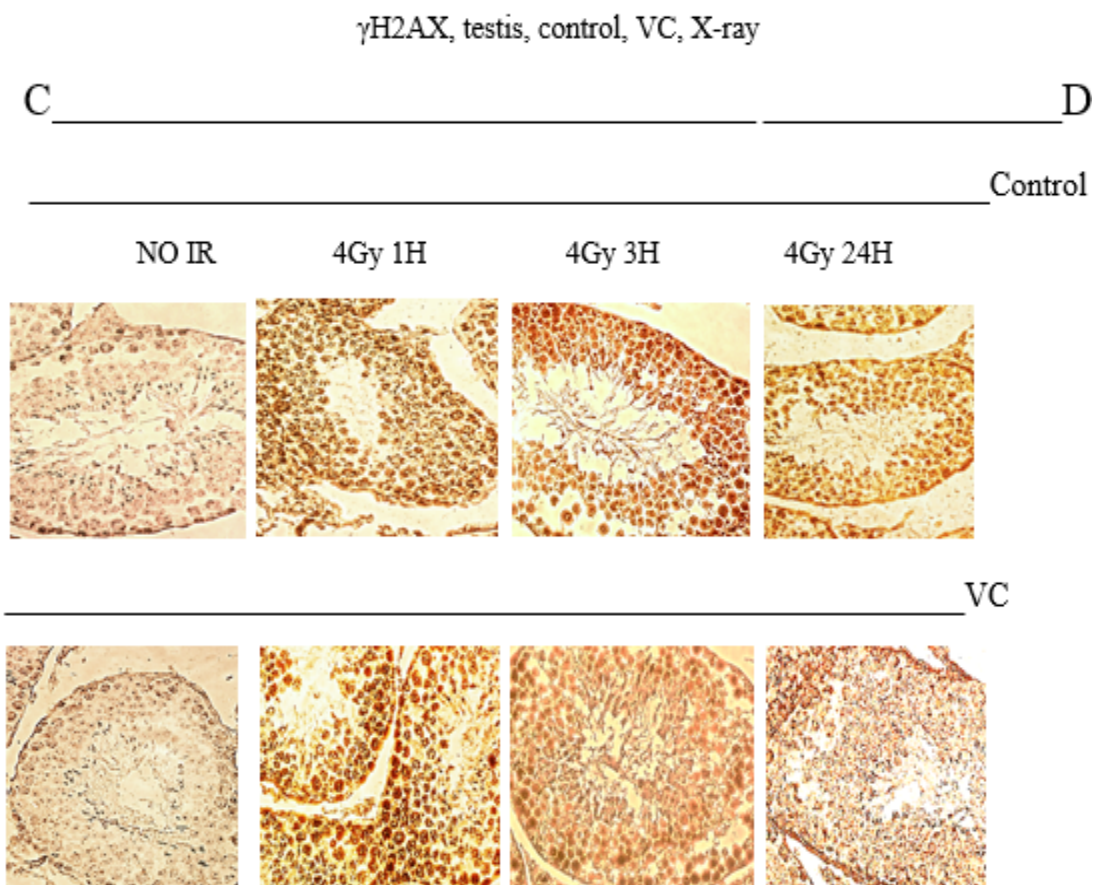 γH2AX, testis, control, VC, X-ray
C D
Control
NO IR 4Gy 1H 4Gy 3H 4Gy 24H
VC